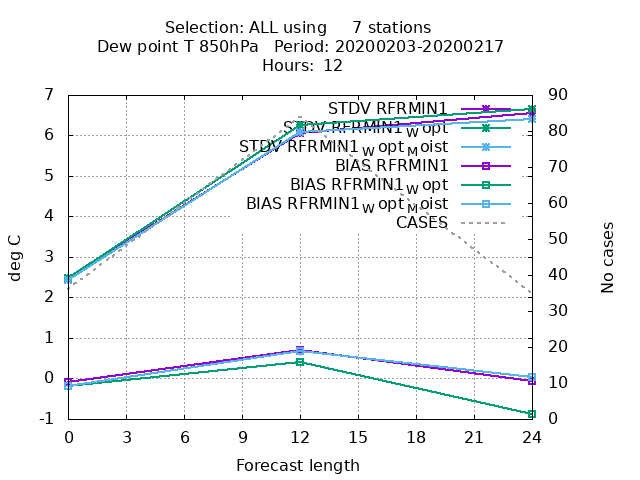 Selection: ALL using     7 stations
Dew point T 850hPa   Period: 20200203-20200217
Hours:  12
7
6
5
4
3
2
1
0
-1
deg C
90
80
70
60
50
40
30
20
10
0
No cases
STDV RFRMIN1
STDV RFRMIN1_W opt
STDV RFRMIN1_W opt_M oist
BIAS RFRMIN1
BIAS RFRMIN1_W opt
BIAS RFRMIN1_W opt_M oist
CASES
0 3 6 9 12 15 18 21 24
Forecast length